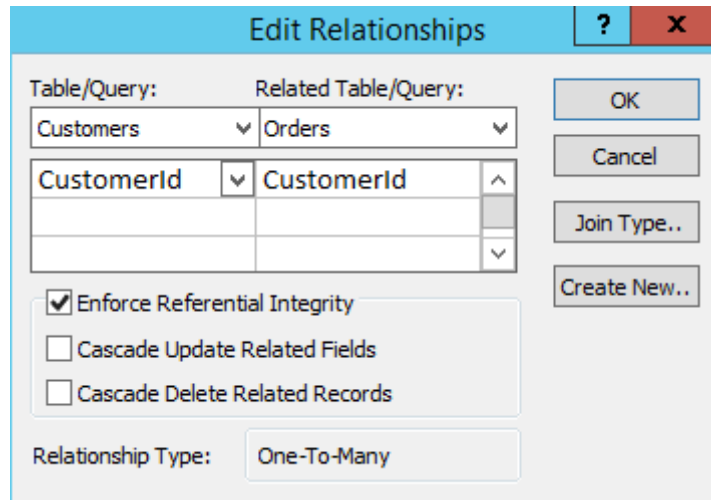 Edit Relationships ? x
Table/Query: Related Table/Query:
Customers Orders
CustomerId CustomerId
OK
Cancel
Join Type..
Create New..
Enforce Referential Integrity
Cascade Update Related Fields
Cascade Delete Related Records
Relationship Type: One-To-Many